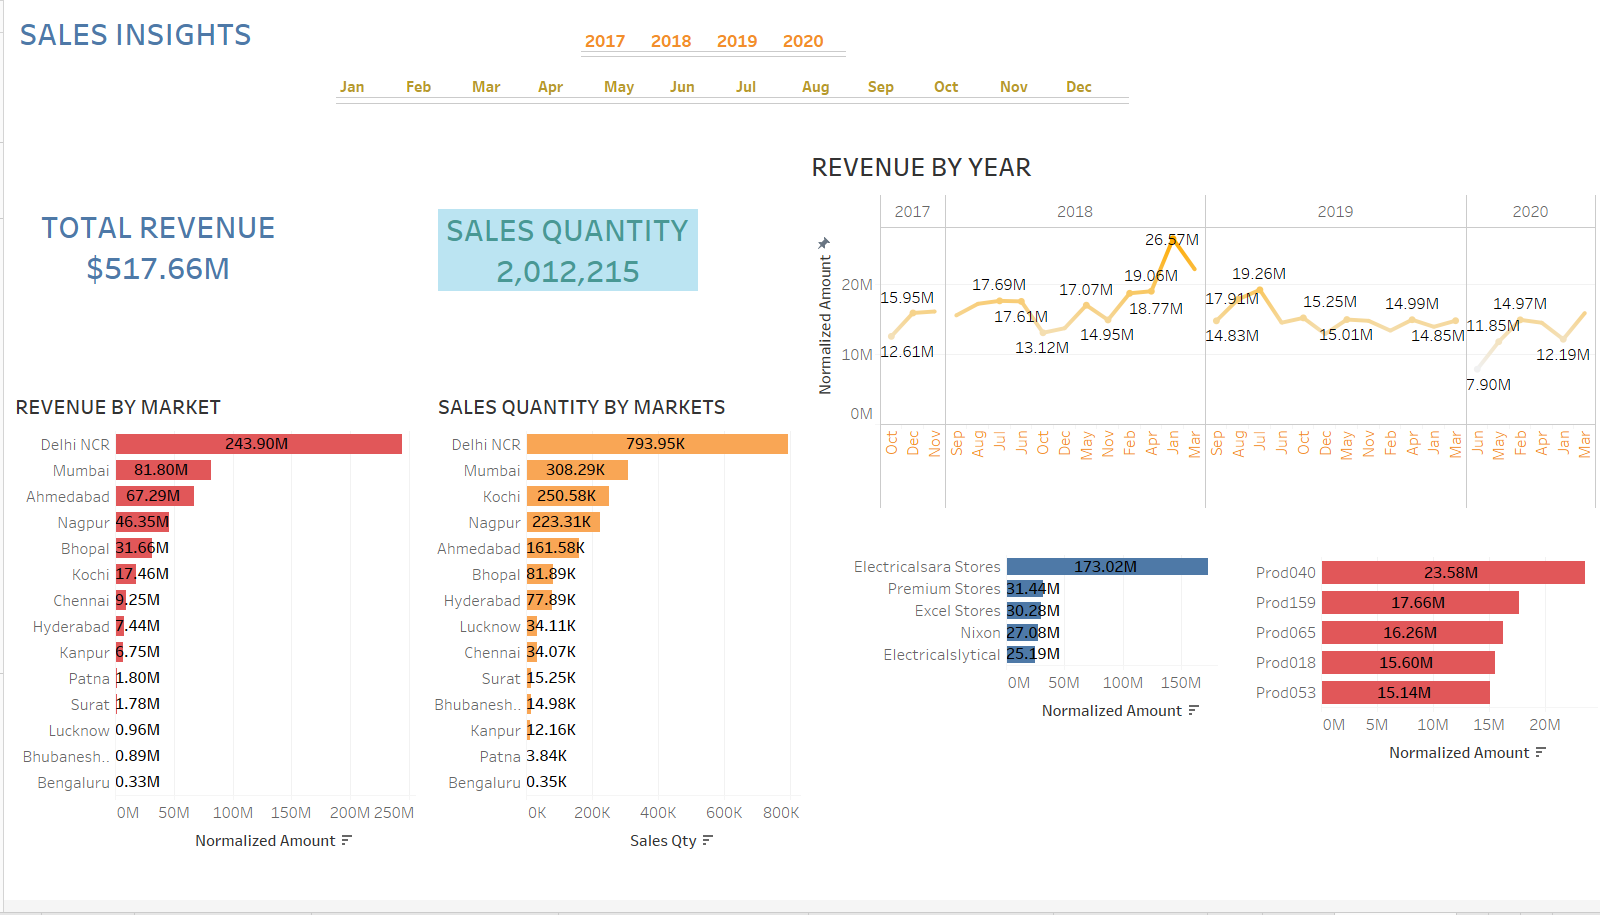 SALES INSIGHTS
2017 2018 2019 2020
Jan Feb Mar Apr May Jun Jul Aug Sep Oct Nov Dec
TOTAL REVENUE
$517.66M
SALES QUANTITY
2,012,215
REVENUE BY YEAR
2017 2018 2019 2020
Normalized Amount
20M
10M
0M
15.95M
12.61M
17.69M
17.61M
13.12M
17.07M
14.95M
19.06M
18.77M
26.57M
17.91M
14.83M
19.26M
15.25M
15.01M
14.99M
14.85M
11.85M
7.90M
14.97M
12.19M
Oct Dec Nov Sep Aug Jul Jun Oct Dec May Nov Feb Apr Jan Mar Sep Aug Jul Jun Oct Dec May Nov Feb Apr Jan Mar Jun May Feb Apr Jan Mar
REVENUE BY MARKET
Delhi NCR 243.90M
Mumbai 81.80M
Ahmedabad 67.29M
Nagpur 46.35M
Bhopal 31.66M
Kochi 17.46M
Chennai 9.25M
Hyderabad 7.44M
Kanpur 6.75M
Patna 1.80M
Surat 1.78M
Lucknow 0.96M
Bhubanesh.. 0.89M
Bengaluru 0.33M
0M 50M 100M 150M 200M 250M
Normalized Amount
SALES QUANTITY BY MARKETS
Delhi NCR 793.95K
Mumbai 308.29K
Kochi 250.58K
Nagpur 223.31K
Ahmedabad 161.58K
Bhopal 81.89K
Hyderabad 77.89K
Lucknow 34.11K
Chennai 34.07K
Surat 15.25K
Bhubanesh.. 14.98K
Kanpur 12.16K
Patna 3.84K
Bengaluru 0.35K
0K 200K 400K 600K 800K
Sales Qty
Electricalsara Stores 173.02M
Premium Stores 31.44M
Excel Stores 30.28M
Nixon 27.08M
Electricalslytical 25.19M
0M 50M 100M 150M
Normalized Amount
Prod040 23.58M
Prod159 17.66M
Prod065 16.26M
Prod018 15.60M
Prod053 15.14M
0M 5M 10M 15M 20M
Normalized Amount